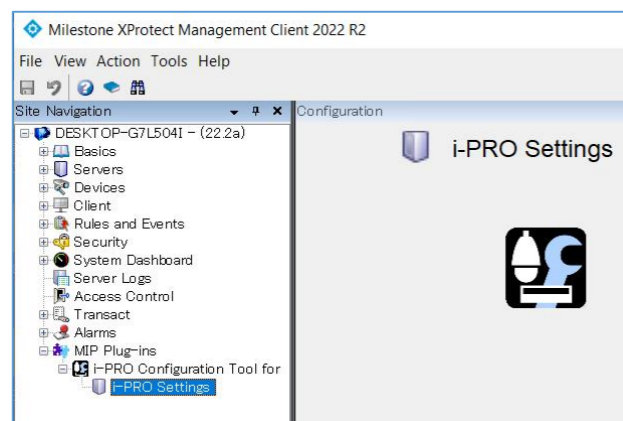 Milestone XProtect Management Client 2022 R2
File View Action Tools Help
Site Navigation
Configuration
DESKTOP-G7L504I - (22.2a)
Basics
Servers
Devices
Client
Rules and Events
Security
System Dashboard
Server Logs
Access Control
Transact
Alarms
MIP Plug-ins
i-PRO Configuration Tool for
i-PRO Settings
i-PRO Settings